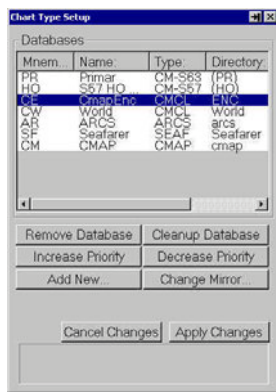 Chart Type Setup
Databases
Mnem... Name: Type: Directory:
PR Primar CM-S63 (PR)
HO S57 HO ... CM-S57 (HO)
CE CmapEnc CMCL ENC
CW World CMCL World
AR ARCS ARCS arcs
SF Seafarer SEAF Seafarer
CM CMAP CMAP cmap
Remove Database Cleanup Database
Increase Priority Decrease Priority
Add New... Change Mirror...
Cancel Changes Apply Changes